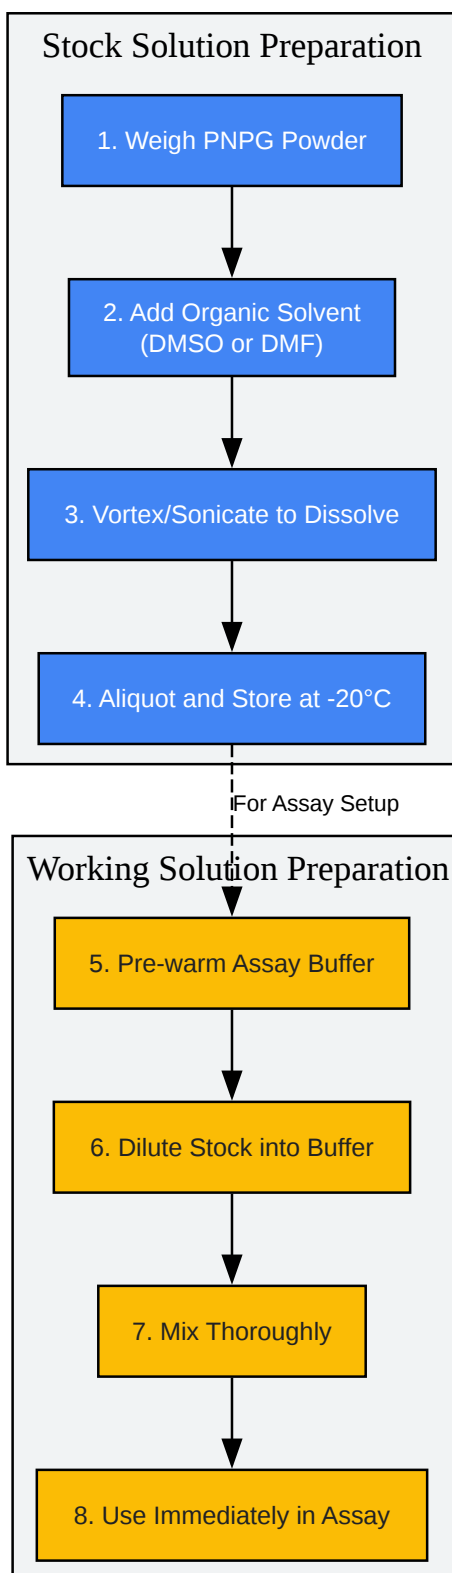 Stock Solution Preparation
1. Weigh PNPG Powder
2. Add Organic Solvent
(DMSO or DMF)
3. Vortex/Sonicate to Dissolve
4. Aliquot and Store at -20°C
For Assay Setup
Working Solution Preparation
5. Pre-warm Assay Buffer
6. Dilute Stock into Buffer
7. Mix Thoroughly
8. Use Immediately in Assay